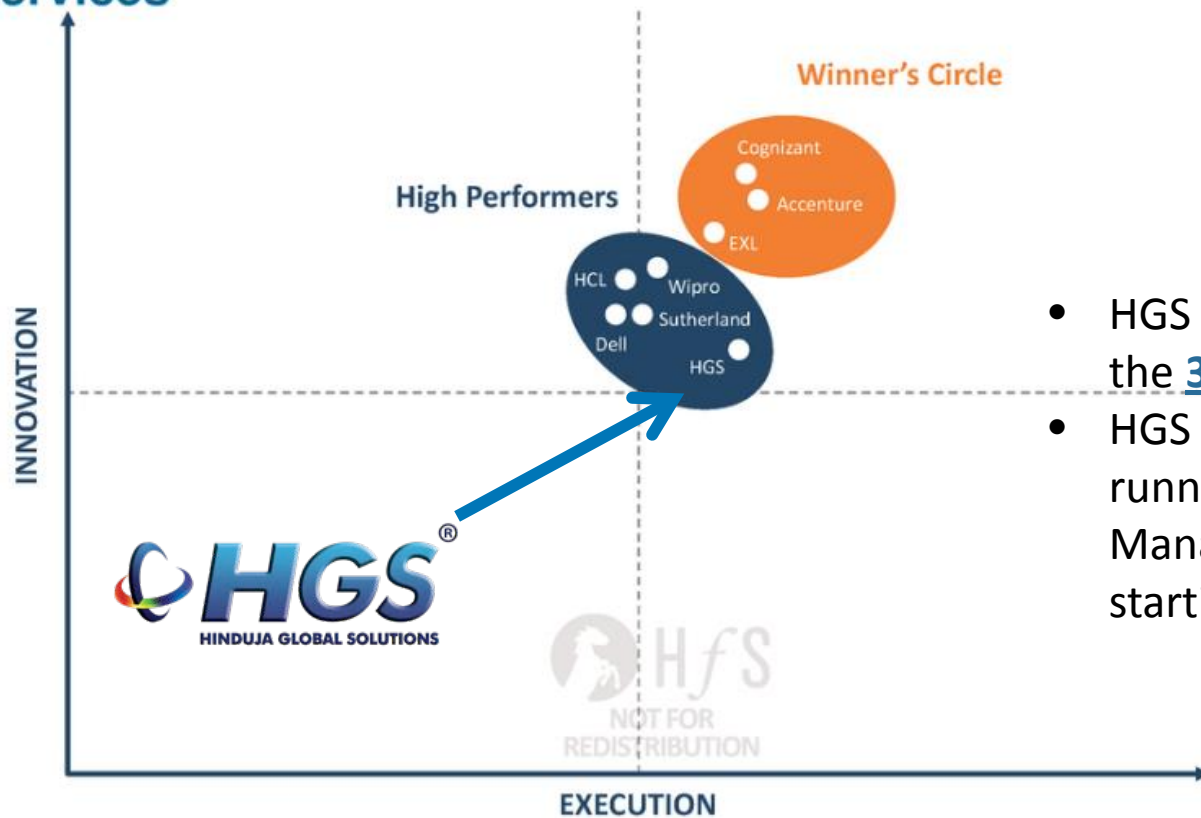 Winner's Circle
Cognizant
Accenture
EXL
High Performers
HCL
Wipro
Sutherland
Dell
HGS
INNOVATION
HGS ®
HINDUJA GLOBAL SOLUTIONS
HfS
NOT FOR
REDISTRIBUTION
EXECUTION
• HGS
the 3
• HGS
runn
Mana
start